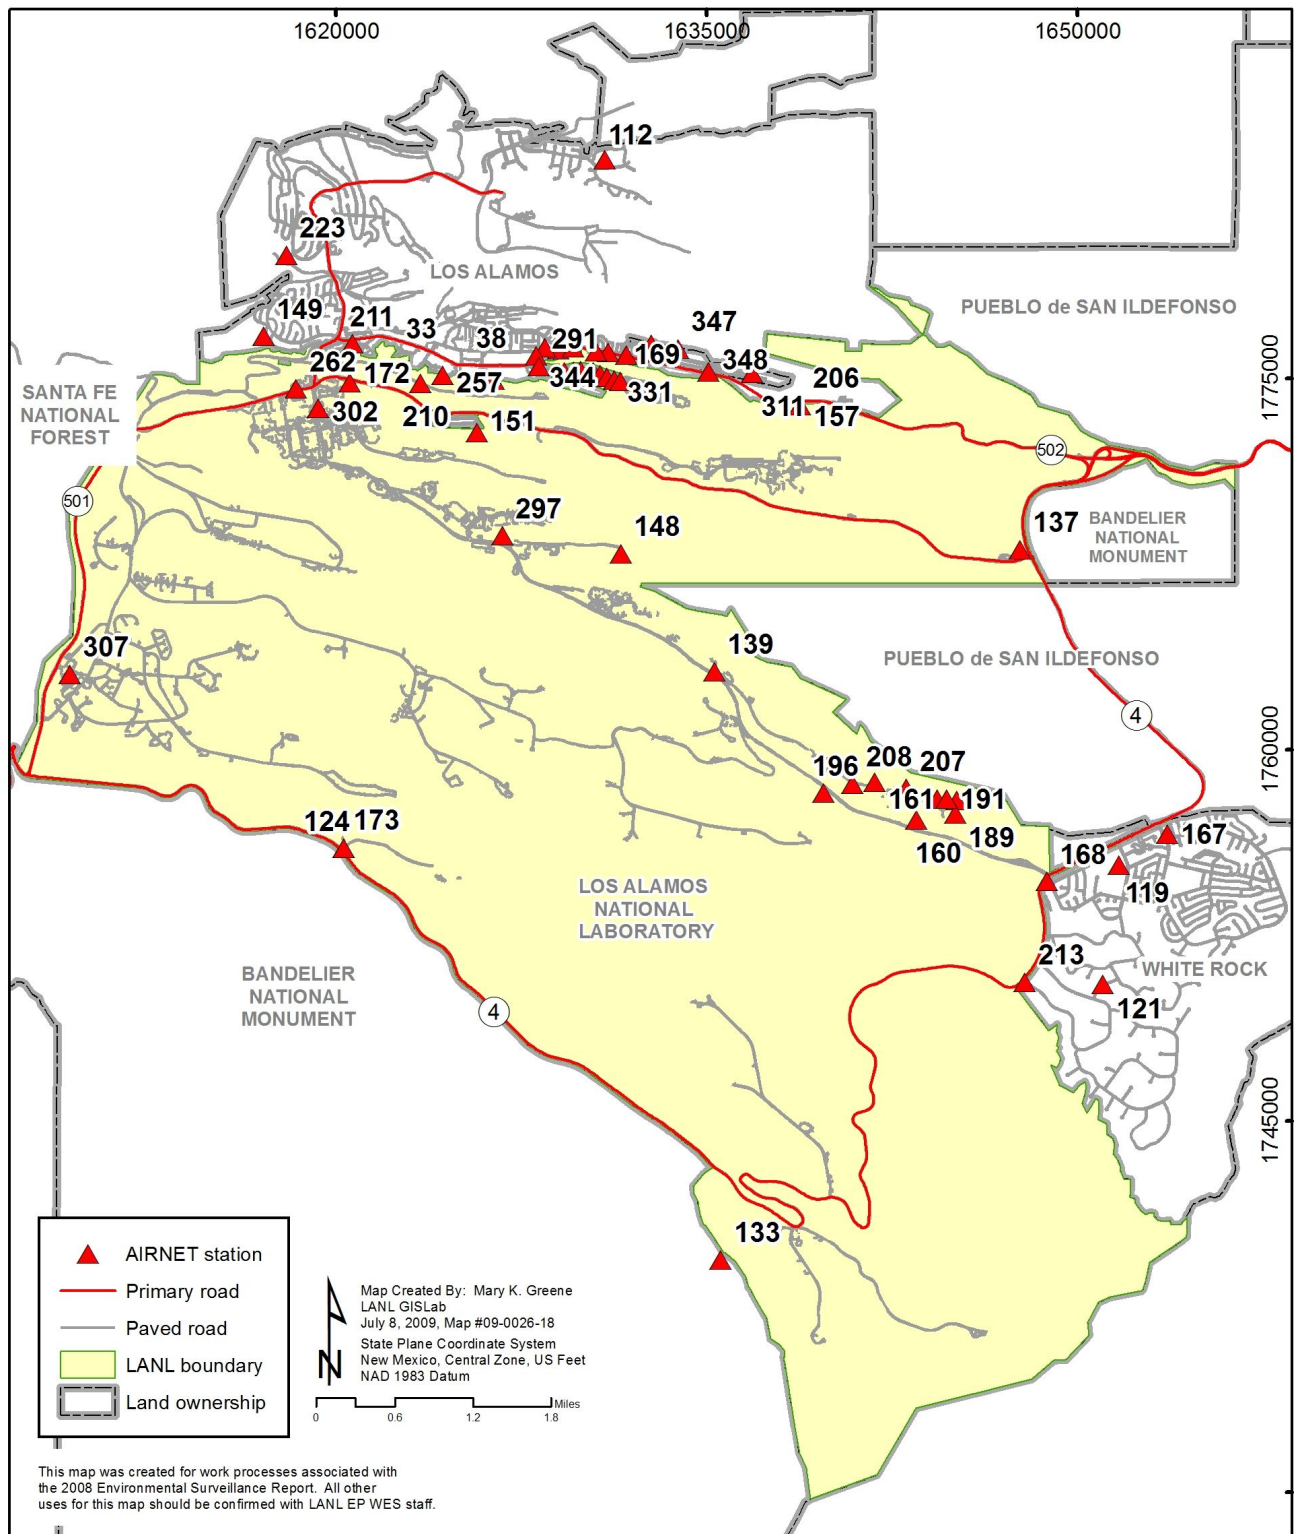 1620000
1635000
1650000
112
223
LOS ALAMOS
PUEBLO de SAN ILDEFONSO
149
211
33
38
291
347
169
348
1775000
262
172
257
344
331
206
SANTA FE
NATIONAL
FOREST
302
210
151
311
157
502
501
297
148
137
BANDELIER
NATIONAL
MONUMENT
307
139
PUEBLO de SAN ILDEFONSO
4
1760000
196
208
207
161
191
124
173
160
189
168
167
119
LOS ALAMOS
NATIONAL
LABORATORY
213
WHITE ROCK
121
BANDELIER
NATIONAL
MONUMENT
4
1745000
133
AIRNET station
Primary road
Paved road
LANL boundary
Land ownership
N
Map Created By: Mary K. Greene
LANL GISLab
July 8, 2009, Map #09-0026-18
State Plane Coordinate System
New Mexico, Central Zone, US Feet
NAD 1983 Datum
Miles
0 0.6 1.2 1.8
This map was created for work processes associated with
the 2008 Environmental Surveillance Report. All other
uses for this map should be confirmed with LANL EP WES staff.